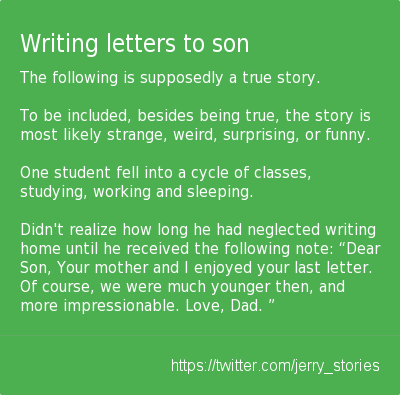 Writing letters to son
The following is supposedly a true story.
To be included, besides being true, the story is
most likely strange, weird, surprising, or funny.
One student fell into a cycle of classes,
studying, working and sleeping.
Didn't realize how long he had neglected writing
home until he received the following note: “Dear
Son, Your mother and I enjoyed your last letter.
Of course, we were much younger then, and
more impressionable. Love, Dad. ”
https://twitter.com/jerry_stories